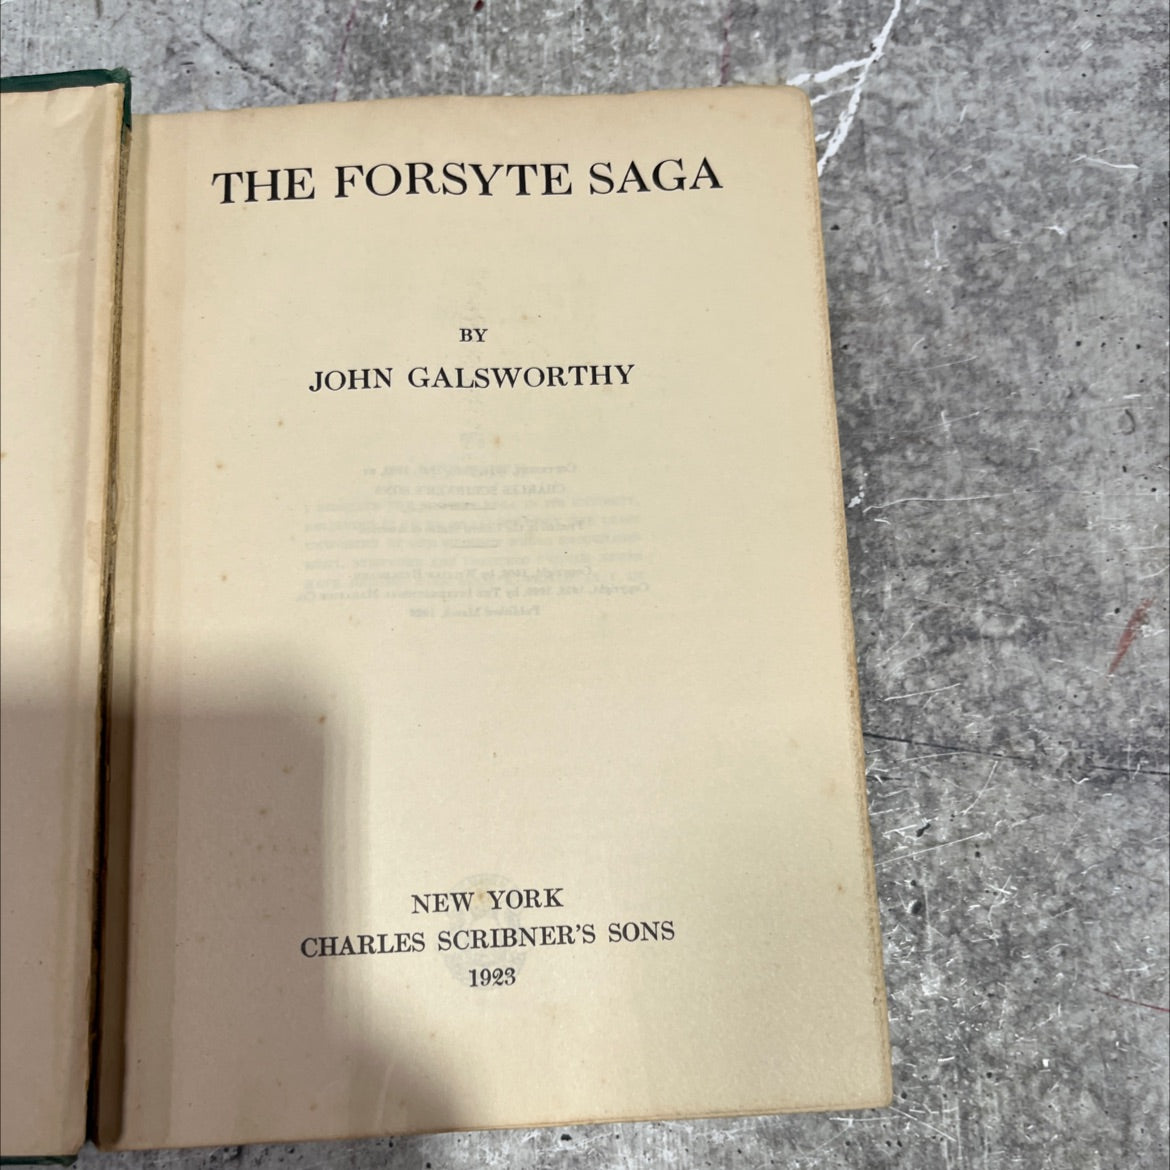 THE FORSYTE SAGA
BY
JOHN GALSWORTHY
NEW YORK
CHARLES SCRIBNER'S SONS
1923